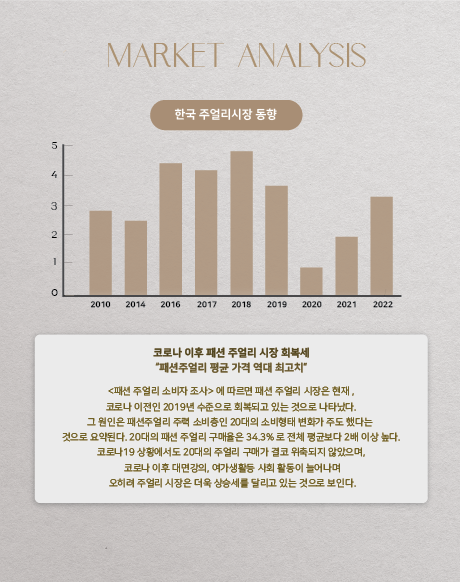 MARKET ANALYSIS
한국 주얼리시장 동향
5
4
3
2
1
0
2010 2014 2016 2017 2018 2019 2020 2021 2022
코로나 이후 패션 주얼리 시장 회복세
“패션주얼리 평균 가격 역대 최고치”
<패션 주얼리 소비자 조사> 에 따르면 패션 주얼리 시장은 현재 ,
코로나 이전인 2019년 수준으로 회복되고 있는 것으로 나타났다.
그 원인은 패션주얼리 주력 소비층인 20대의 소비형태 변화가 주도 했다는
것으로 요약된다. 20대의 패션 주얼리 구매율은 34.3% 로 전체 평균보다 2배 이상 높다.
코로나19 상황에서도 20대의 주얼리 구매가 결코 위축되지 않았으며,
코로나 이후 대면강의, 여가생활등 사회 활동이 늘어나며
오히려 주얼리 시장은 더욱 상승세를 달리고 있는 것으로 보인다.